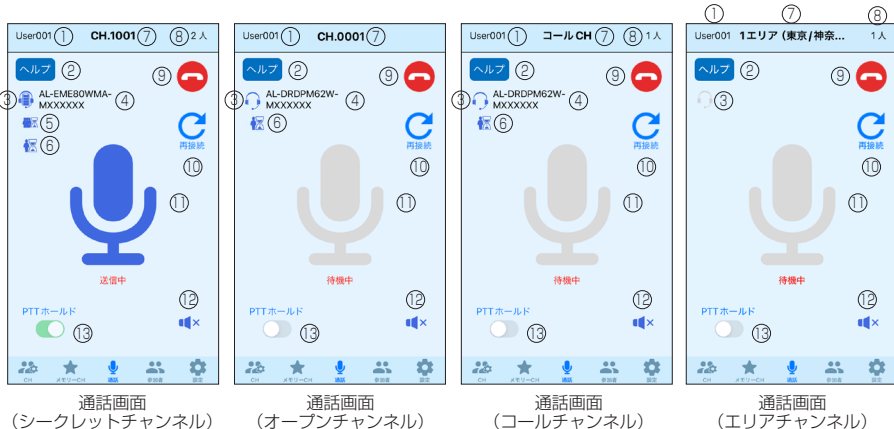 ① ⑦ ⑧
User001 ① CH.1001 ⑦ ⑧ 2人
ヘルプ ② ⑨
③ AL-EME80WMA-
MXXXXXX ④
⑤
⑥
再接続
⑩
⑪
送信中
⑫
PTTホールド
⑬
CH メモリーCH 通話 参加者 設定
通話画面
(シークレットチャンネル)
User001 ① CH.0001 ⑦
ヘルプ ② ⑨
③ AL-DRDPM62W-
MXXXXXX ④
⑥
再接続
⑩
⑪
待機中
⑫
PTTホールド
⑬
CH メモリーCH 通話 参加者 設定
通話画面
(オープンチャンネル)
User001 ① コールCH ⑦ ⑧ 1人
ヘルプ ② ⑨
③ AL-DRDPM62W-
MXXXXXX ④
⑥
再接続
⑩
⑪
待機中
⑫
PTTホールド
⑬
CH メモリーCH 通話 参加者 設定
通話画面
(コールチャンネル)
User001 1エリア (東京/神奈... 1人
ヘルプ ② ⑨
③
再接続
⑩
⑪
待機中
⑫
PTTホールド
⑬
CH メモリーCH 通話 参加者 設定
通話画面
(エリアチャンネル)